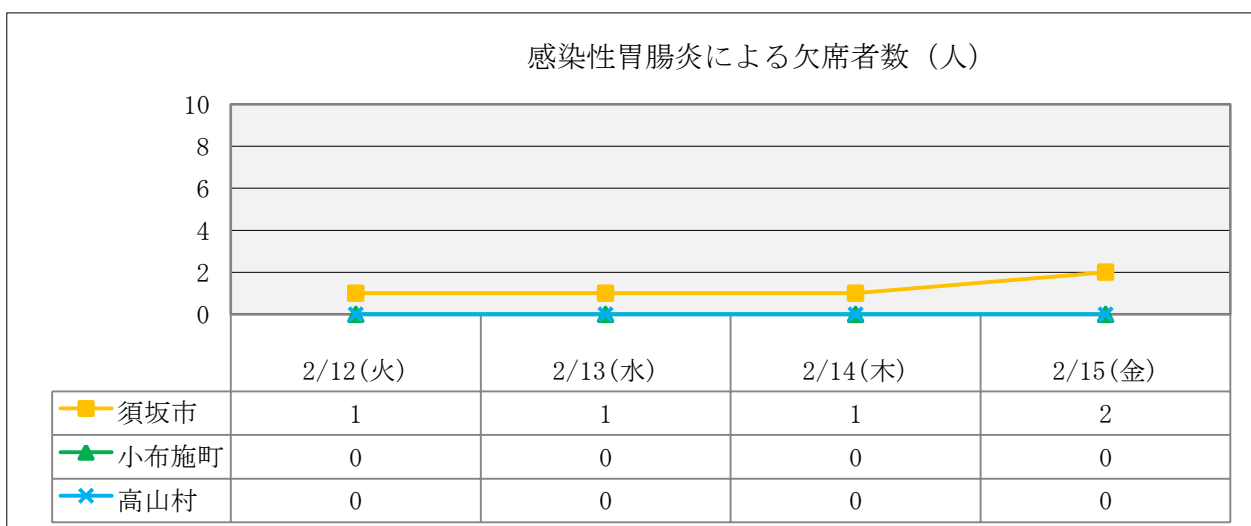 感染性胃腸炎による欠席者数（人）
10
8
6
4
2
0
2/12(火) 2/13(水) 2/14(木) 2/15(金)
須坂市 1 1 1 2
小布施町 0 0 0 0
高山村 0 0 0 0